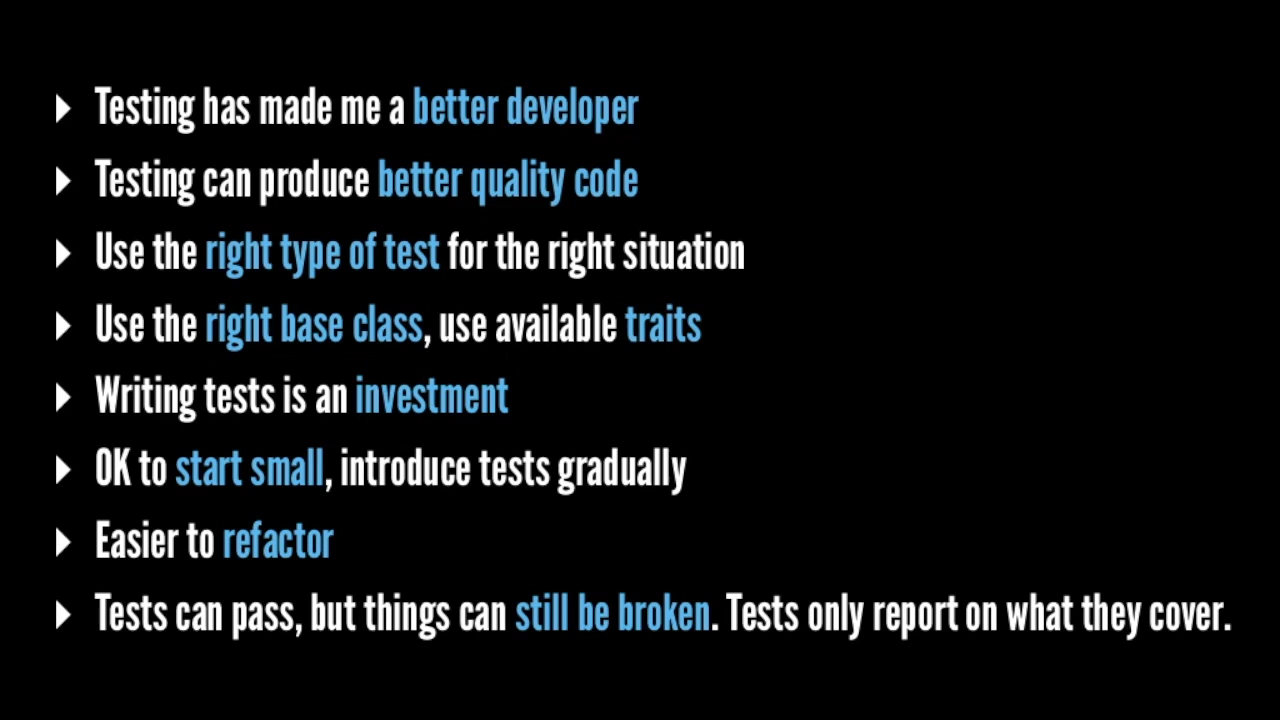 Testing has made me a better developer
Testing can produce better quality code
Use the right type of test for the right situation
Use the right base class, use available traits
Writing tests is an investment
OK to start small, introduce tests gradually
Easier to refactor
Tests can pass, but things can still be broken. Tests only report on what they cover.